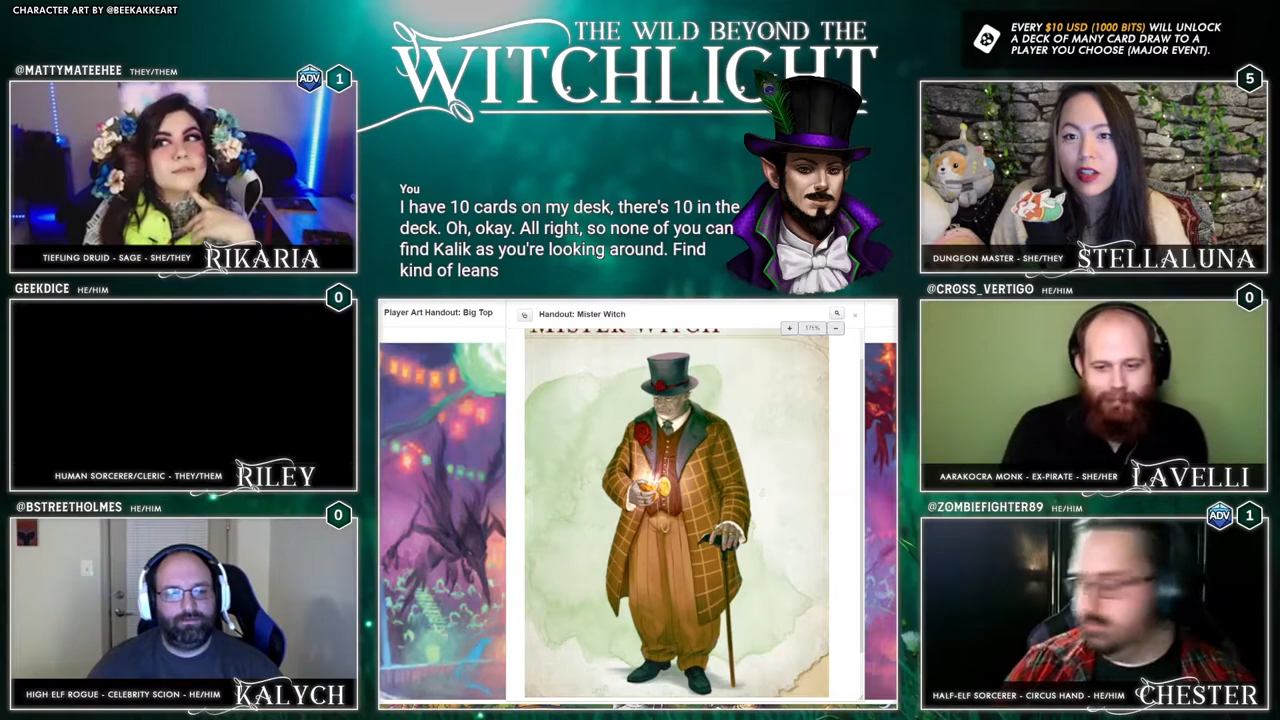 CHARACTER ART BY @BEEKAKKEART
THE WILD BEYOND THE
WITCHLIGHT
EVERY $10 USD (1000 BITS) WILL UNLOCK
A DECK OF MANY CARD DRAW TO A
PLAYER YOU CHOOSE (MAJOR EVENT).
@MATTYMATEEHEE THEY/THEM
ADV 1
5
TIEFLING DRUID - SAGE - SHE/THEY RIKARIA
You
I have 10 cards on my desk, there's 10 in the
deck. Oh, okay. All right, so none of you can
find Kalik as you're looking around. Find
kind of leans
DUNGEON MASTER - SHE/THEY STELLALUNA
GEEKDICE HE/HIM
0
@CROSS_VERTIGO HE/HIM
0
Player Art Handout: Big Top
Handout: Mister Witch
MISTER WITCH
+ 175% −
HUMAN SORCERER/CLERIC - THEY/THEM RILEY
AARAKOCRA MONK - EX-PIRATE - SHE/HER LAVELLI
@BSTREETHOLMES HE/HIM
0
@ZOMBIEFIGHTER89 HE/HIM
ADV 1
HIGH ELF ROGUE - CELEBRITY SCION - HE/HIM KALYCH
HALF-ELF SORCERER - CIRCUS HAND - HE/HIM CHESTER